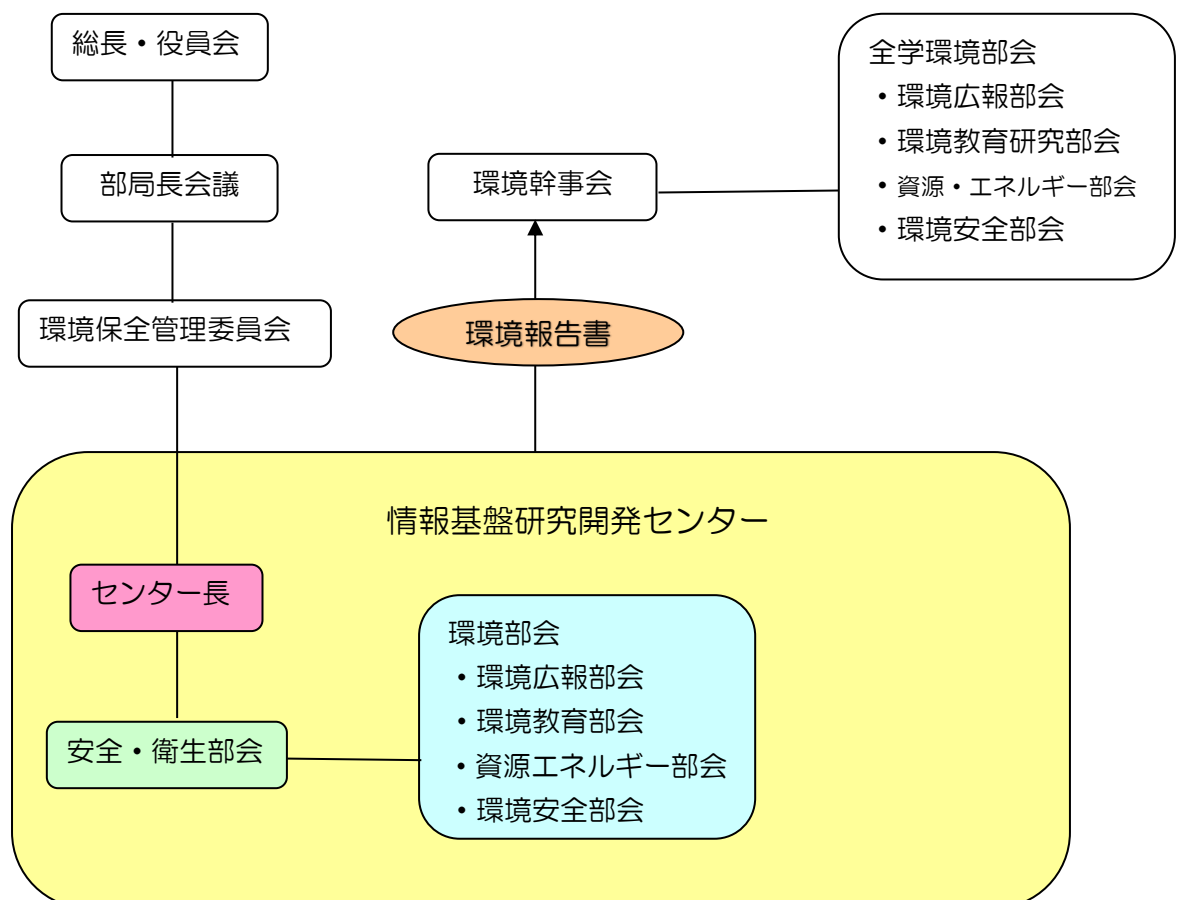 総長・役員会
部局長会議
環境保全管理委員会
環境幹事会
全学環境部会
・環境広報部会
・環境教育研究部会
・資源・エネルギー部会
・環境安全部会
環境報告書
情報基盤研究開発センター
センター長
安全・衛生部会
環境部会
・環境広報部会
・環境教育部会
・資源エネルギー部会
・環境安全部会